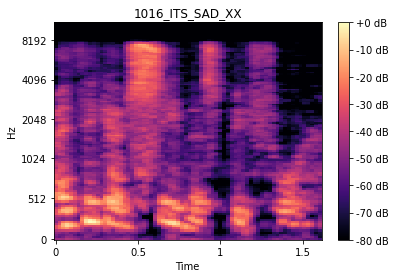 1016_ITS_SAD_XX
+0 dB
8192
-10 dB
4096
-20 dB
-30 dB
2048
-40 dB
Hz
1024
-50 dB
512
-60 dB
-70 dB
0
-80 dB
0 0.5 1 1.5
Time